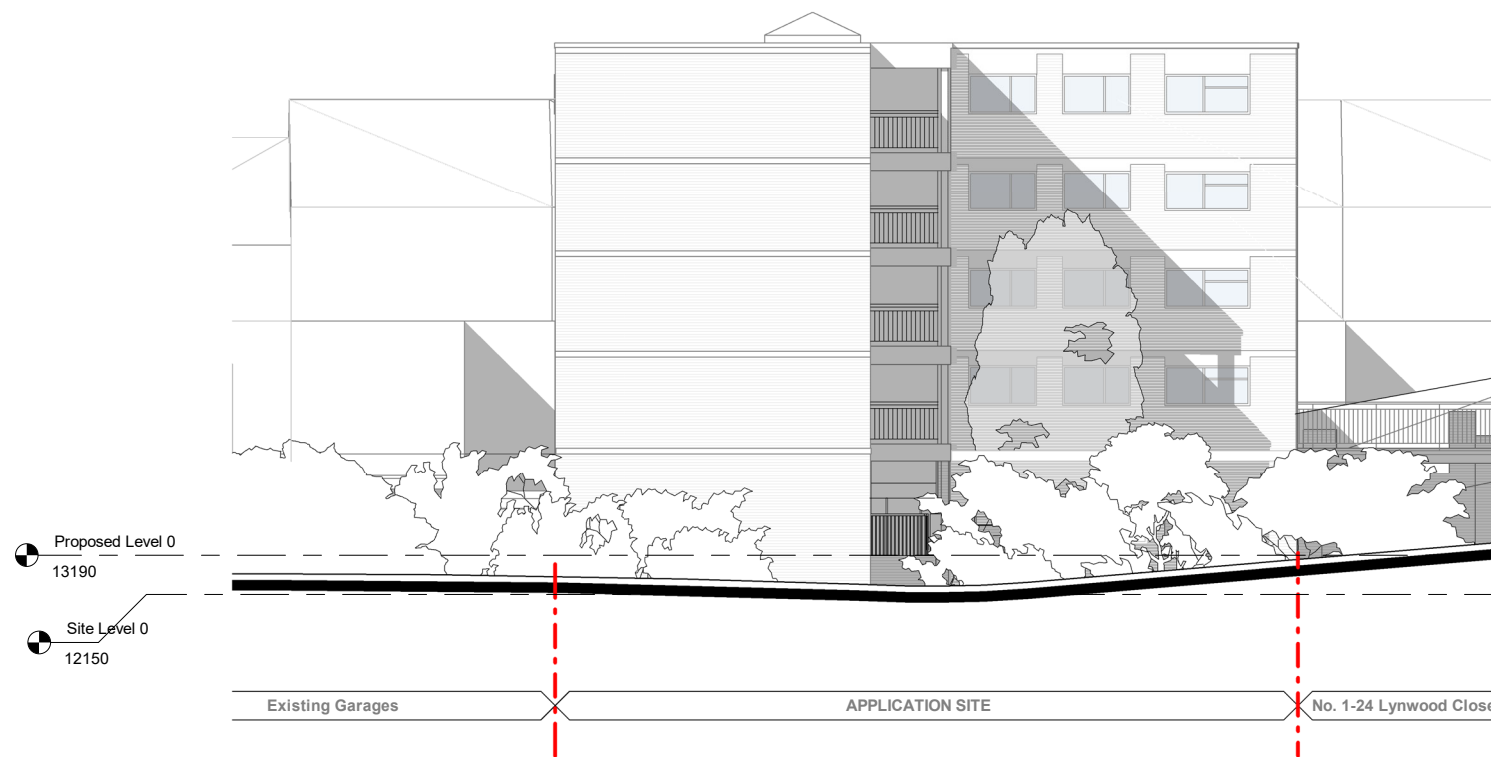 Proposed Level 0
13190
Site Level 0
12150
Existing Garages
APPLICATION SITE
No. 1-24 Lynwood Close